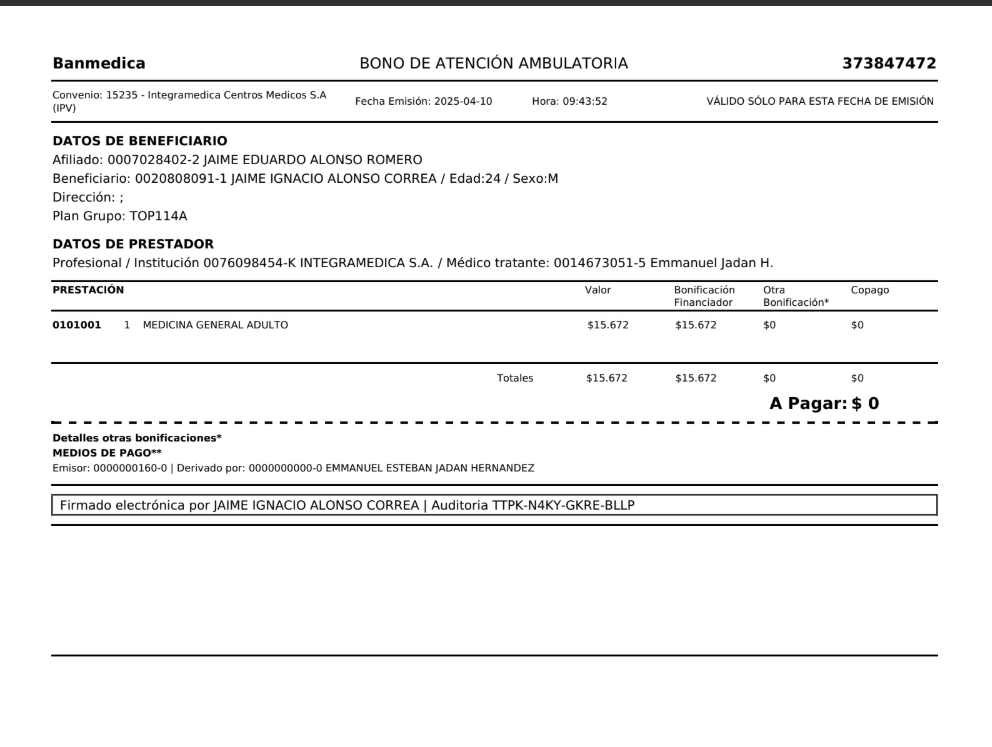 Banmedica BONO DE ATENCIÓN AMBULATORIA 373847472
Convenio: 15235 - Integramedica Centros Medicos S.A
(IPV)
Fecha Emisión: 2025-04-10 Hora: 09:43:52 VÁLIDO SÓLO PARA ESTA FECHA DE EMISIÓN
DATOS DE BENEFICIARIO
Afiliado: 0007028402-2 JAIME EDUARDO ALONSO ROMERO
Beneficiario: 0020808091-1 JAIME IGNACIO ALONSO CORREA / Edad:24 / Sexo:M
Dirección: ;
Plan Grupo: TOP114A
DATOS DE PRESTADOR
Profesional / Institución 0076098454-K INTEGRAMEDICA S.A. / Médico tratante: 0014673051-5 Emmanuel Jadan H.
PRESTACIÓN Valor Bonificación Financiador Otra Bonificación* Copago
0101001 1 MEDICINA GENERAL ADULTO $15.672 $15.672 $0 $0
Totales $15.672 $15.672 $0 $0
A Pagar: $ 0
Detalles otras bonificaciones*
MEDIOS DE PAGO**
Emisor: 0000000160-0 | Derivado por: 0000000000-0 EMMANUEL ESTEBAN JADAN HERNANDEZ
Firmado electrónica por JAIME IGNACIO ALONSO CORREA | Auditoria TTPK-N4KY-GKRE-BLLP